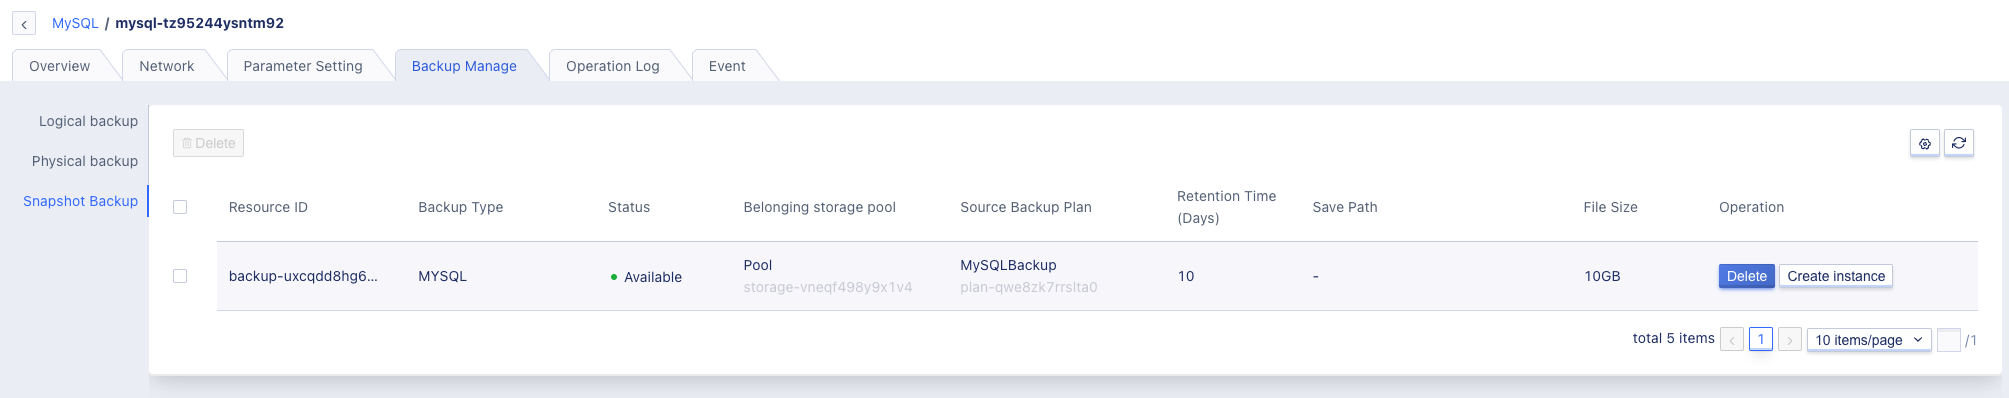 MySQL / mysql-tz95244ysntm92
Overview
Network
Parameter Setting
Backup Manage
Operation Log
Event
Logical backup
Physical backup
Snapshot Backup
Delete
Resource ID
Backup Type
Status
Belonging storage pool
Source Backup Plan
Retention Time
(Days)
Save Path
File Size
Operation
backup-uxcqdd8hg6...
MYSQL
Available
Pool
storage-vneqf498y9x1v4
MySQLBackup
plan-qwe8zk7rrslta0
10
-
10GB
Delete
Create instance
total 5 items
1
10 items/page
/1